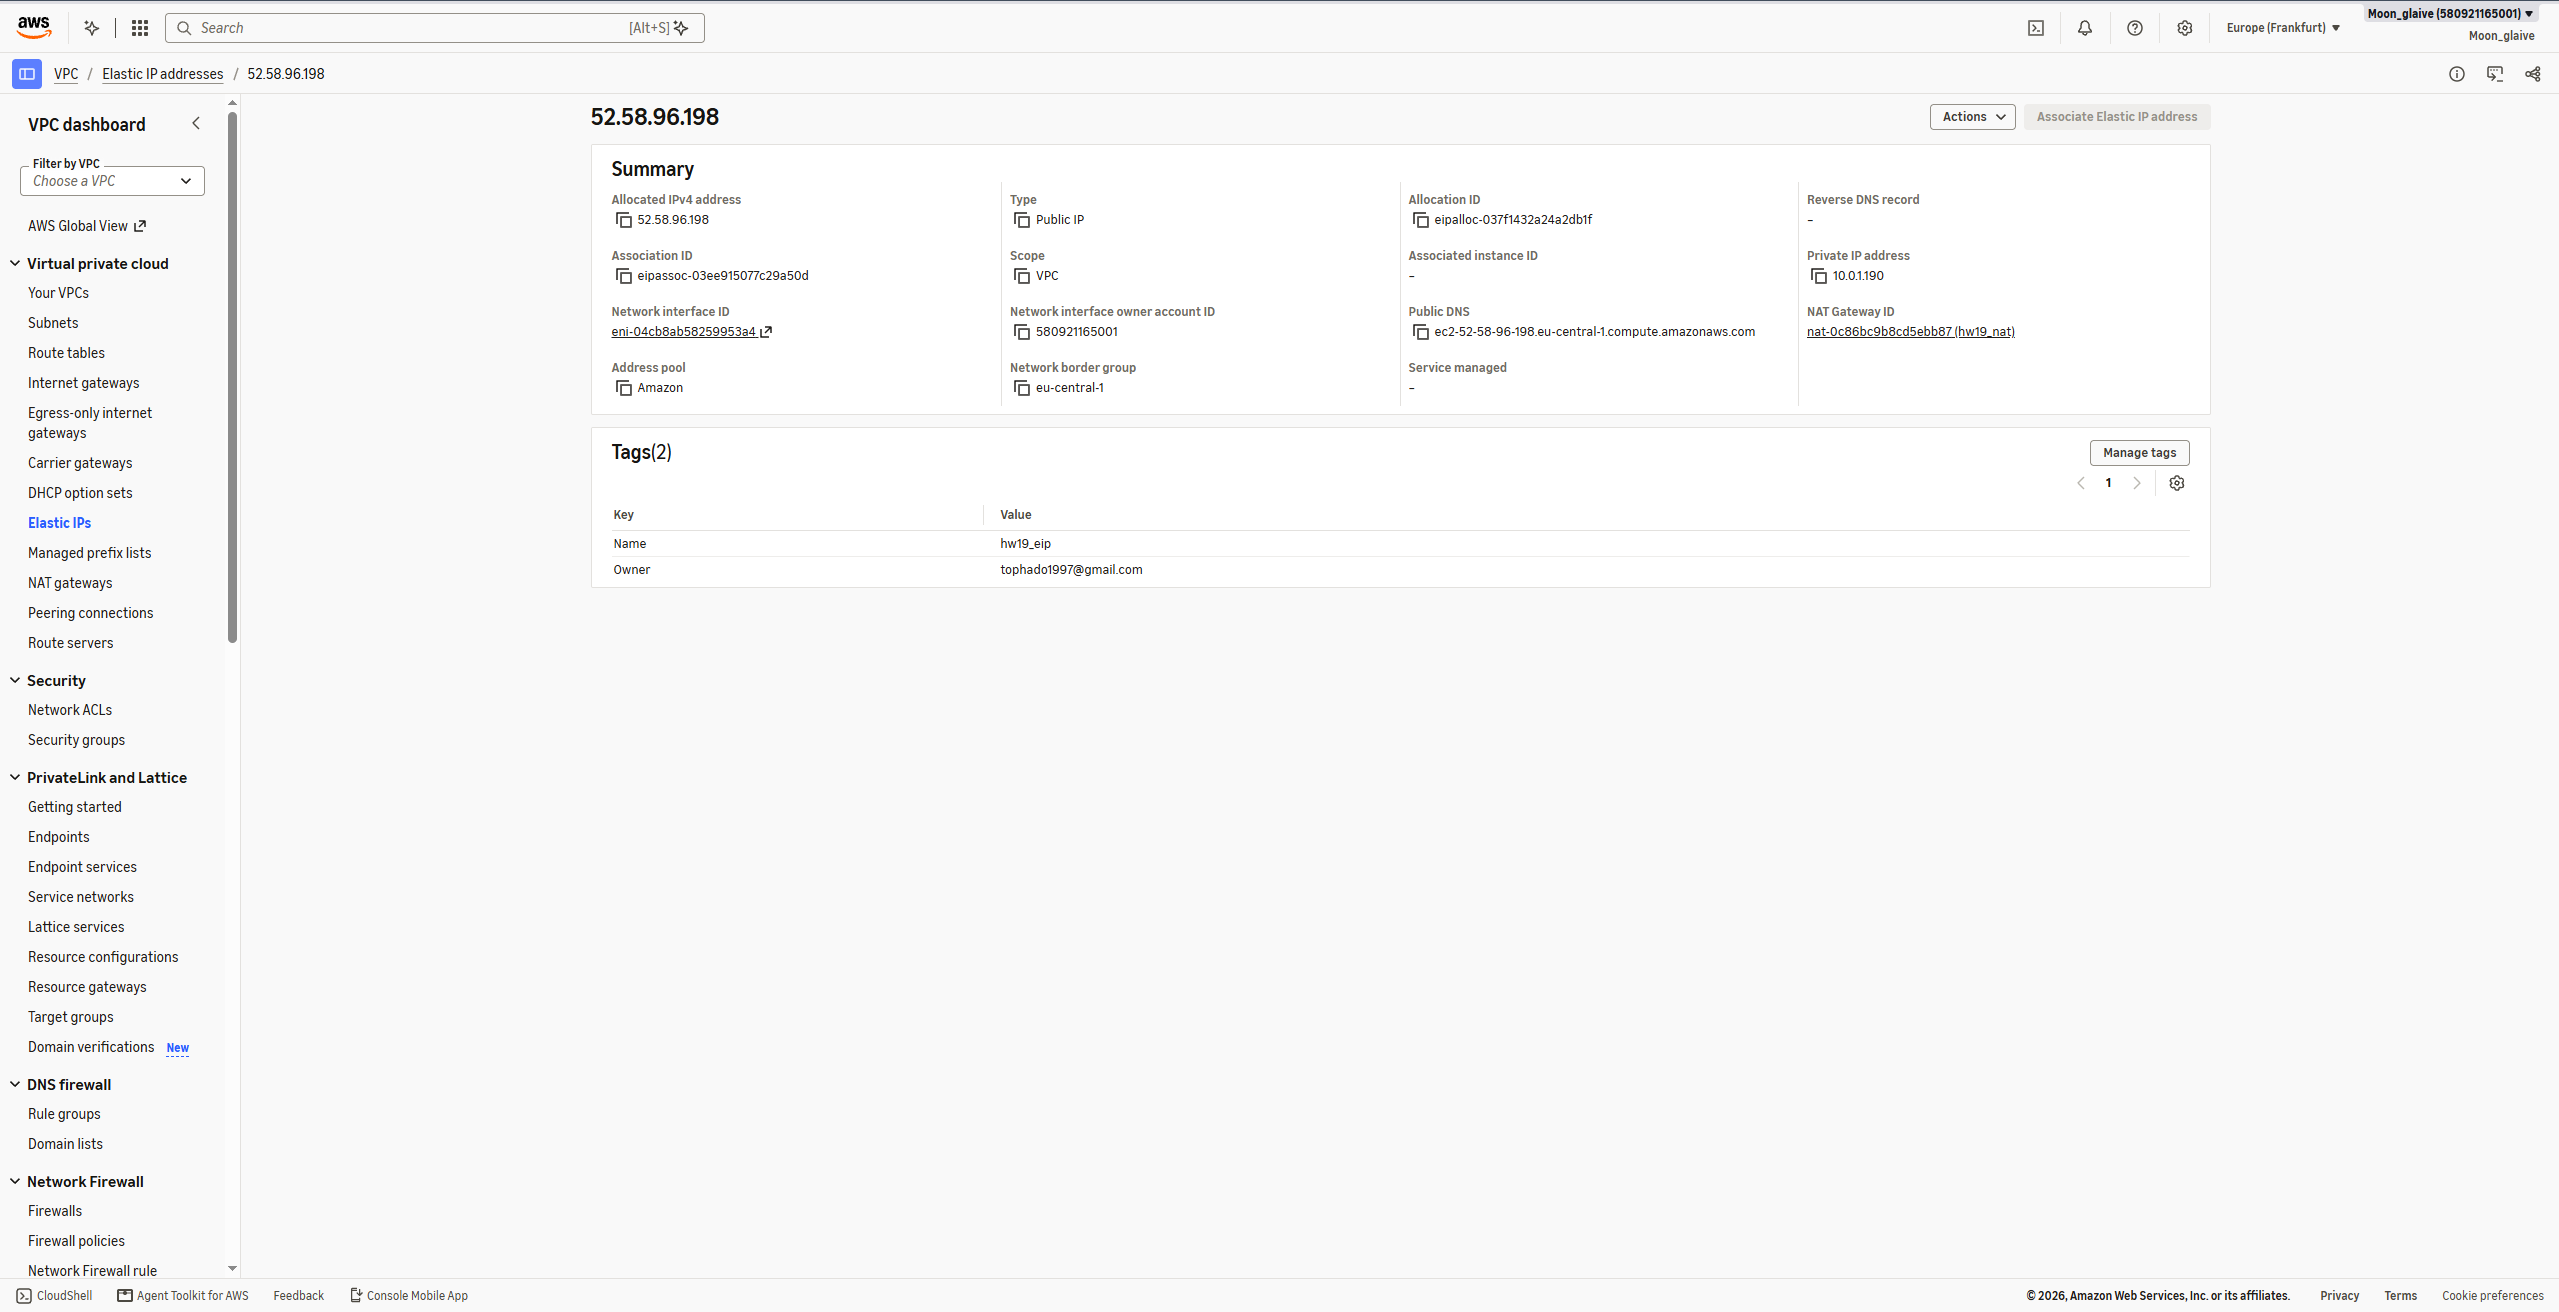 aws
Search
[Alt+S]
Europe (Frankfurt)
Moon_glaive (580921165001)
Moon_glaive
VPC / Elastic IP addresses / 52.58.96.198
VPC dashboard
Filter by VPC
Choose a VPC
AWS Global View
Virtual private cloud
Your VPCs
Subnets
Route tables
Internet gateways
Egress-only internet
gateways
Carrier gateways
DHCP option sets
Elastic IPs
Managed prefix lists
NAT gateways
Peering connections
Route servers
Security
Network ACLs
Security groups
PrivateLink and Lattice
Getting started
Endpoints
Endpoint services
Service networks
Lattice services
Resource configurations
Resource gateways
Target groups
Domain verifications New
DNS firewall
Rule groups
Domain lists
Network Firewall
Firewalls
Firewall policies
Network Firewall rule
52.58.96.198
Actions
Associate Elastic IP address
Summary
Allocated IPv4 address
52.58.96.198
Type
Public IP
Allocation ID
eipalloc-037f1432a24a2db1f
Reverse DNS record
–
Association ID
eipassoc-03ee915077c29a50d
Scope
VPC
Associated instance ID
–
Private IP address
10.0.1.190
Network interface ID
eni-04cb8ab58259953a4
Network interface owner account ID
580921165001
Public DNS
ec2-52-58-96-198.eu-central-1.compute.amazonaws.com
NAT Gateway ID
nat-0c86bc9b8cd5ebb87 (hw19_nat)
Address pool
Amazon
Network border group
eu-central-1
Service managed
–
Tags(2)
Manage tags
1
Key Value
Name hw19_eip
Owner tophado1997@gmail.com
CloudShell
Agent Toolkit for AWS
Feedback
Console Mobile App
© 2026, Amazon Web Services, Inc. or its affiliates.
Privacy
Terms
Cookie preferences